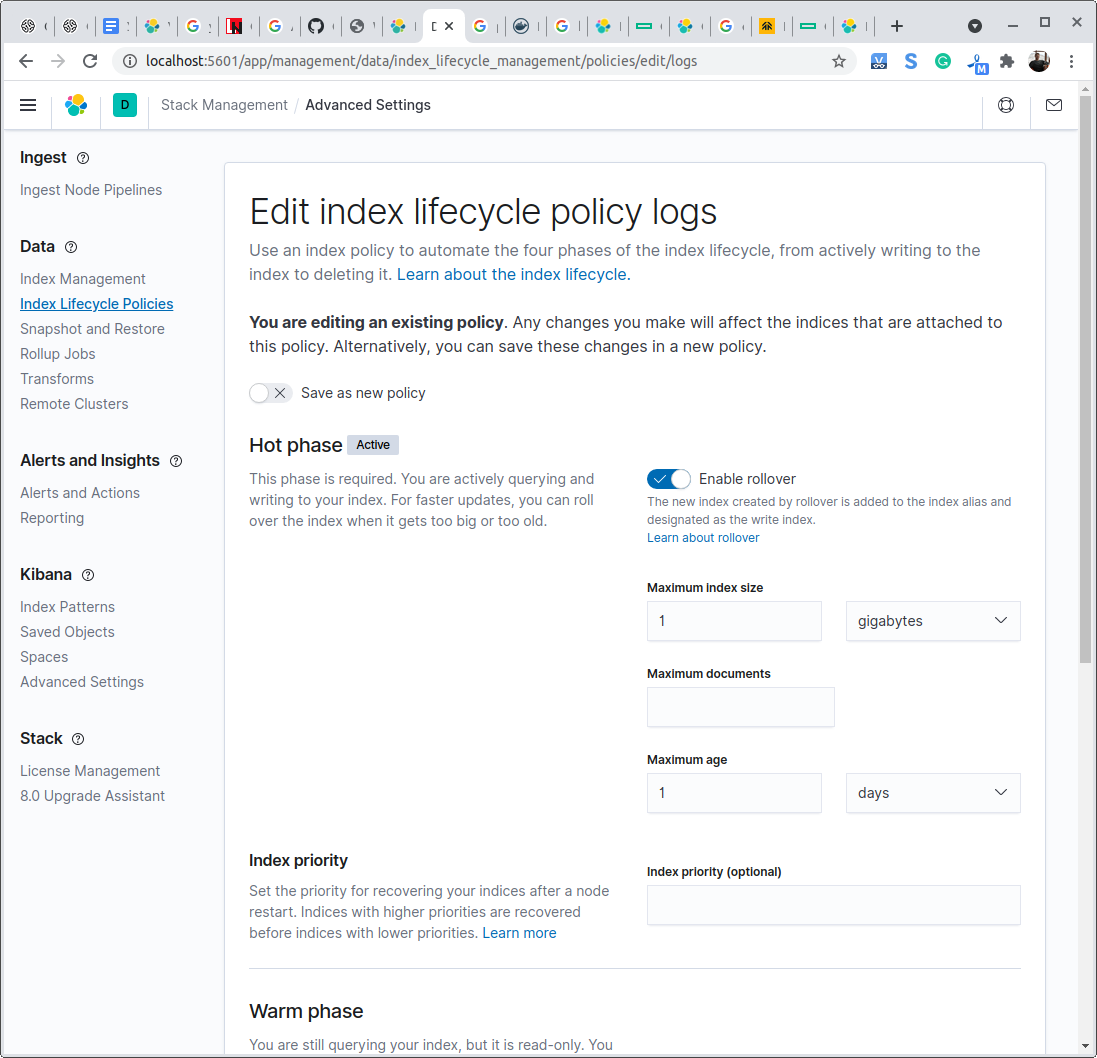 localhost:5601/app/management/data/index_lifecycle_management/policies/edit/logs
D
Stack Management / Advanced Settings
Ingest
Ingest Node Pipelines
Data
Index Management
Index Lifecycle Policies
Snapshot and Restore
Rollup Jobs
Transforms
Remote Clusters
Alerts and Insights
Alerts and Actions
Reporting
Kibana
Index Patterns
Saved Objects
Spaces
Advanced Settings
Stack
License Management
8.0 Upgrade Assistant
Edit index lifecycle policy logs
Use an index policy to automate the four phases of the index lifecycle, from actively writing to the
index to deleting it. Learn about the index lifecycle.
You are editing an existing policy. Any changes you make will affect the indices that are attached to
this policy. Alternatively, you can save these changes in a new policy.
Save as new policy
Hot phase Active
This phase is required. You are actively querying and
writing to your index. For faster updates, you can roll
over the index when it gets too big or too old.
Enable rollover
The new index created by rollover is added to the index alias and
designated as the write index.
Learn about rollover
Maximum index size
1 gigabytes
Maximum documents
Maximum age
1 days
Index priority
Set the priority for recovering your indices after a node
restart. Indices with higher priorities are recovered
before indices with lower priorities. Learn more
Index priority (optional)
Warm phase
You are still querying your index, but it is read-only. You